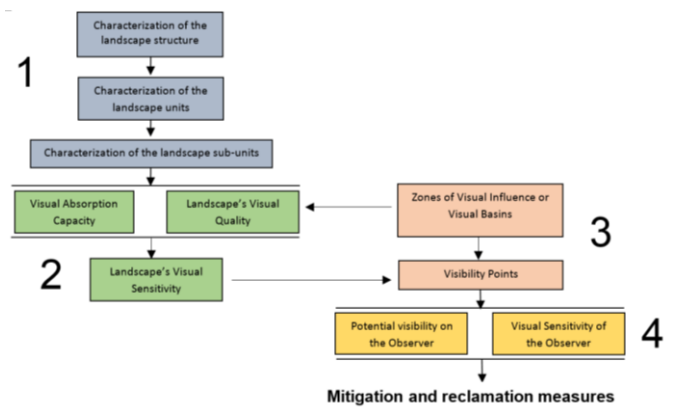 Characterization of the
landscape structure
1
Characterization of the
landscape units
Characterization of the landscape sub-units
Visual Absorption
Capacity
Landscape's Visual
Quality
Zones of Visual Influence or
Visual Basins
3
2
Landscape's Visual
Sensitivity
Visibility Points
Potential visibility on
the Observer
Visual Sensitivity of
the Observer
4
Mitigation and reclamation measures